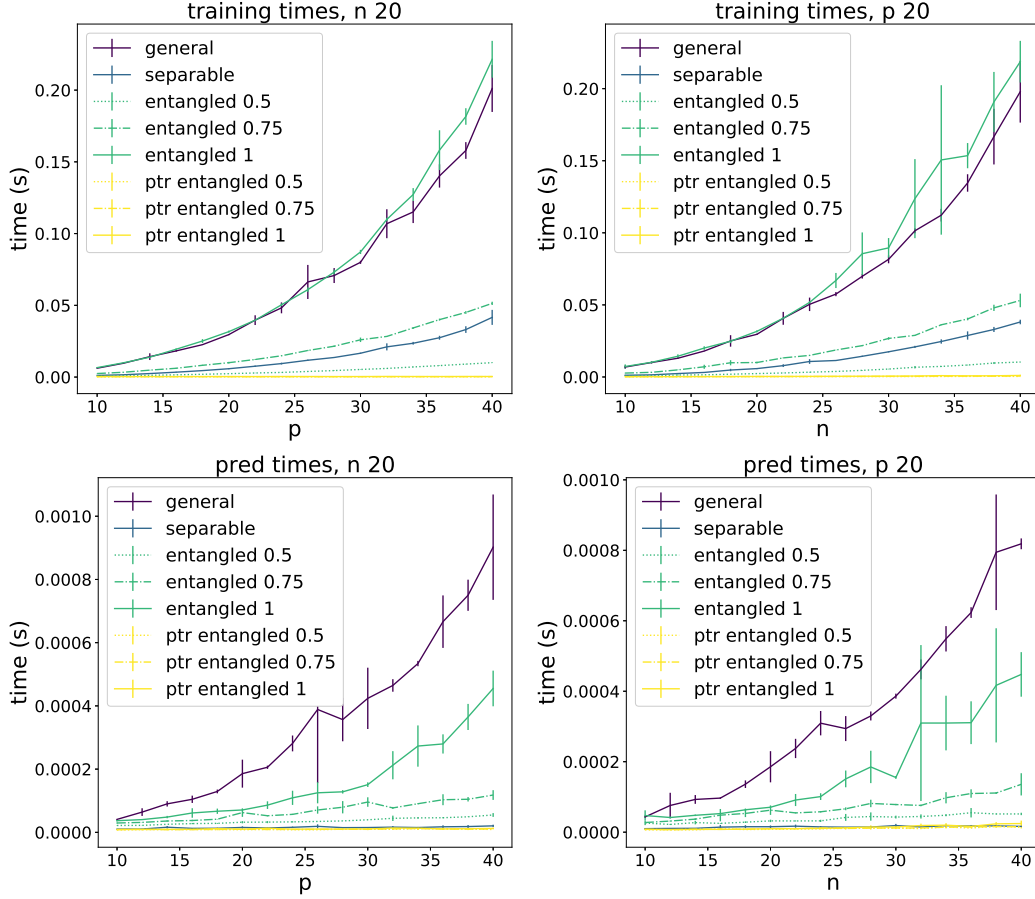 training times, n 20
general
separable
entangled 0.5
entangled 0.75
entangled 1
ptr entangled 0.5
ptr entangled 0.75
ptr entangled 1
time (s)
0.20
0.15
0.10
0.05
0.00
10 15 20 25 30 35 40
p
training times, p 20
general
separable
entangled 0.5
entangled 0.75
entangled 1
ptr entangled 0.5
ptr entangled 0.75
ptr entangled 1
time (s)
0.20
0.15
0.10
0.05
0.00
10 15 20 25 30 35 40
n
pred times, n 20
general
separable
entangled 0.5
entangled 0.75
entangled 1
ptr entangled 0.5
ptr entangled 0.75
ptr entangled 1
time (s)
0.0010
0.0008
0.0006
0.0004
0.0002
0.0000
10 15 20 25 30 35 40
p
pred times, p 20
general
separable
entangled 0.5
entangled 0.75
entangled 1
ptr entangled 0.5
ptr entangled 0.75
ptr entangled 1
time (s)
0.0010
0.0008
0.0006
0.0004
0.0002
0.0000
10 15 20 25 30 35 40
n